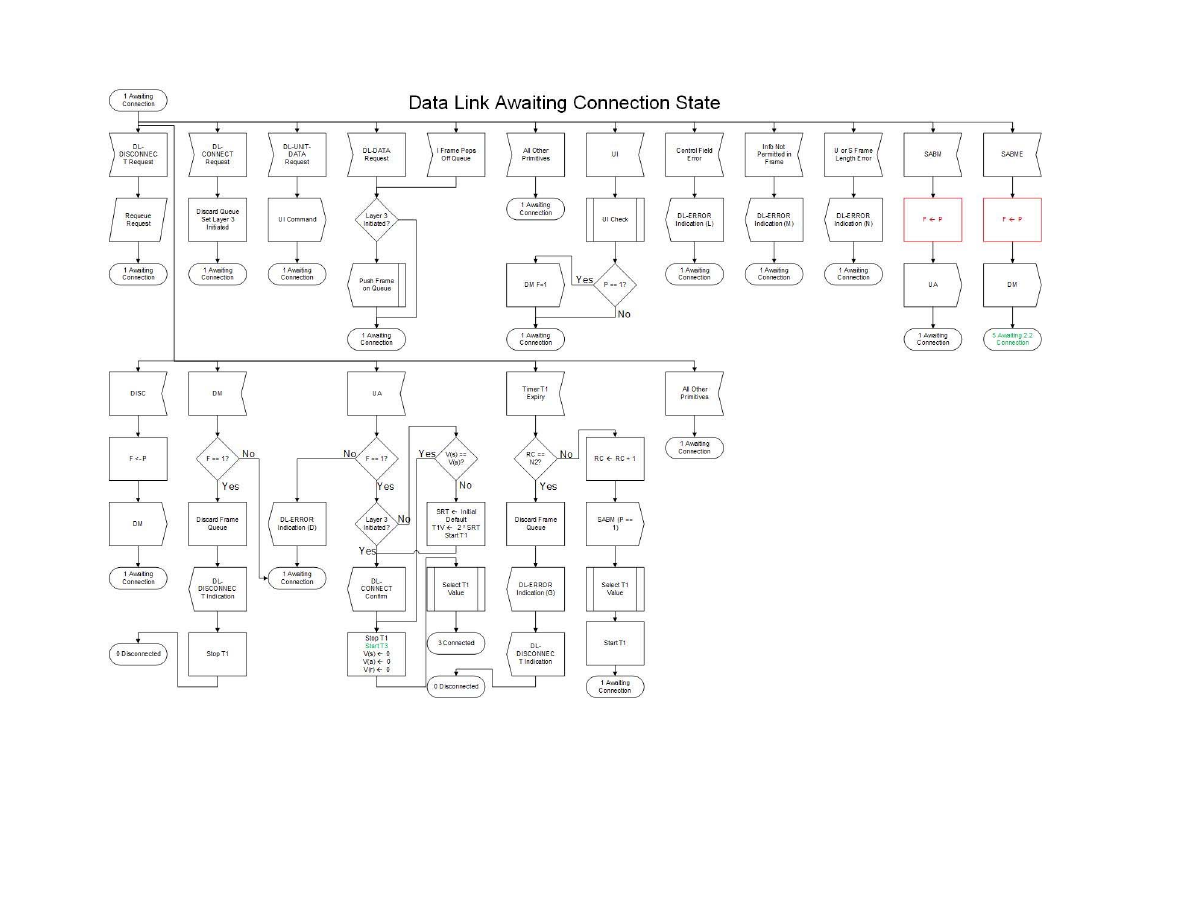 Data Link Awaiting Connection State
1 Awaiting
Connection
DL-
DISCONNEC
T Request
DL-
CONNECT
Request
DL-UNIT-
DATA
Request
DL-DATA
Request
I Frame Pops
Off Queue
All Other
Primitives
UI
Control Field
Error
Info Not
Permitted in
Frame
U or S Frame
Length Error
SABM
SABME
Requeue
Request
Discard Queue
Set Layer 3
Initiated
UI Command
Layer 3
Initiated?
1 Awaiting
Connection
UI Check
DL-ERROR
Indication (L)
DL-ERROR
Indication (M)
DL-ERROR
Indication (N)
F ← P
F ← P
1 Awaiting
Connection
1 Awaiting
Connection
1 Awaiting
Connection
Push Frame
on Queue
DM F=1
Yes
P == 1?
No
1 Awaiting
Connection
1 Awaiting
Connection
1 Awaiting
Connection
UA
DM
1 Awaiting
Connection
1 Awaiting
Connection
1 Awaiting
Connection
5 Awaiting 2.2
Connection
DISC
DM
UA
Timer T1
Expiry
All Other
Primitives
F <- P
F == 1?
No
Yes
No
F == 1?
Yes
Yes
V(s) ==
V(a)?
No
RC ==
N2?
No
Yes
RC ← RC + 1
1 Awaiting
Connection
DM
Discard Frame
Queue
DL-ERROR
Indication (D)
Layer 3
Initiated?
No
Yes
SRT ← Initial
Default
T1V ← 2 * SRT
Start T1
Discard Frame
Queue
SABM (P ==
1)
1 Awaiting
Connection
DL-
DISCONNEC
T Indication
1 Awaiting
Connection
DL-
CONNECT
Confirm
Select T1
Value
DL-ERROR
Indication (G)
Select T1
Value
0 Disconnected
Stop T1
Stop T1
Start T3
V(s) ← 0
V(a) ← 0
V(r) ← 0
3 Connected
DL-
DISCONNEC
T Indication
Start T1
0 Disconnected
1 Awaiting
Connection